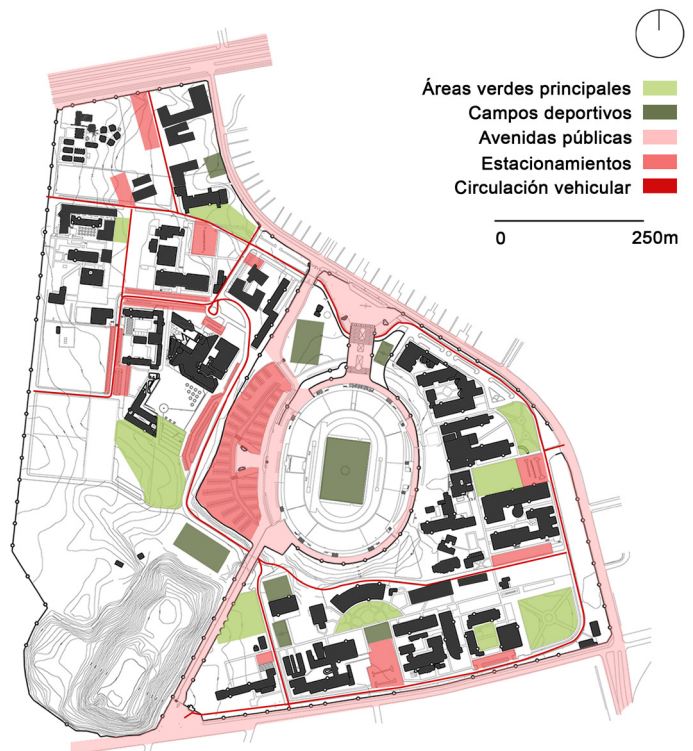 Áreas verdes principales
Campos deportivos
Avenidas públicas
Estacionamientos
Circulación vehicular
0 250m